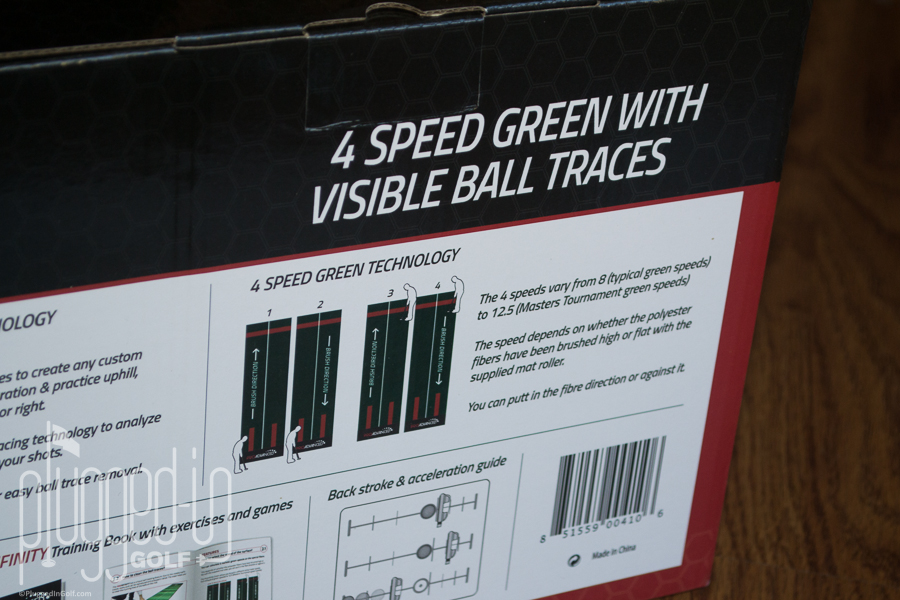 4 SPEED GREEN WITH
VISIBLE BALL TRACES
OLOGY
es to create any custom
ration & practice uphill,
or right.
acing technology to analyze
your shots.
easy ball trace removal.
4 SPEED GREEN TECHNOLOGY
1 2 3 4
BRUSH DIRECTION
BRUSH DIRECTION
BRUSH DIRECTION
BRUSH DIRECTION
The 4 speeds vary from 8 (typical green speeds)
to 12.5 (Masters Tournament green speeds)
The speed depends on whether the polyester
fibers have been brushed high or flat with the
supplied mat roller.
You can putt in the fibre direction or against it.
FINITY Training Book with exercises and games
Back stroke & acceleration guide
8 51559 00410 6
Made in China
plugged in
GOLF
©PluggedInGolf.com